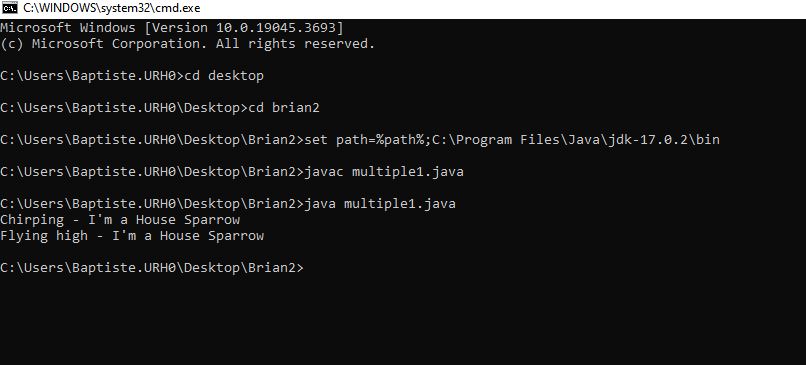 C:\WINDOWS\system32\cmd.exe
Microsoft Windows [Version 10.0.19045.3693]
(c) Microsoft Corporation. All rights reserved.
C:\Users\Baptiste.URH0>cd desktop
C:\Users\Baptiste.URH0\Desktop>cd brian2
C:\Users\Baptiste.URH0\Desktop\Brian2>set path=%path%;C:\Program Files\Java\jdk-17.0.2\bin
C:\Users\Baptiste.URH0\Desktop\Brian2>javac multiple1.java
C:\Users\Baptiste.URH0\Desktop\Brian2>java multiple1.java
Chirping - I'm a House Sparrow
Flying high - I'm a House Sparrow
C:\Users\Baptiste.URH0\Desktop\Brian2>